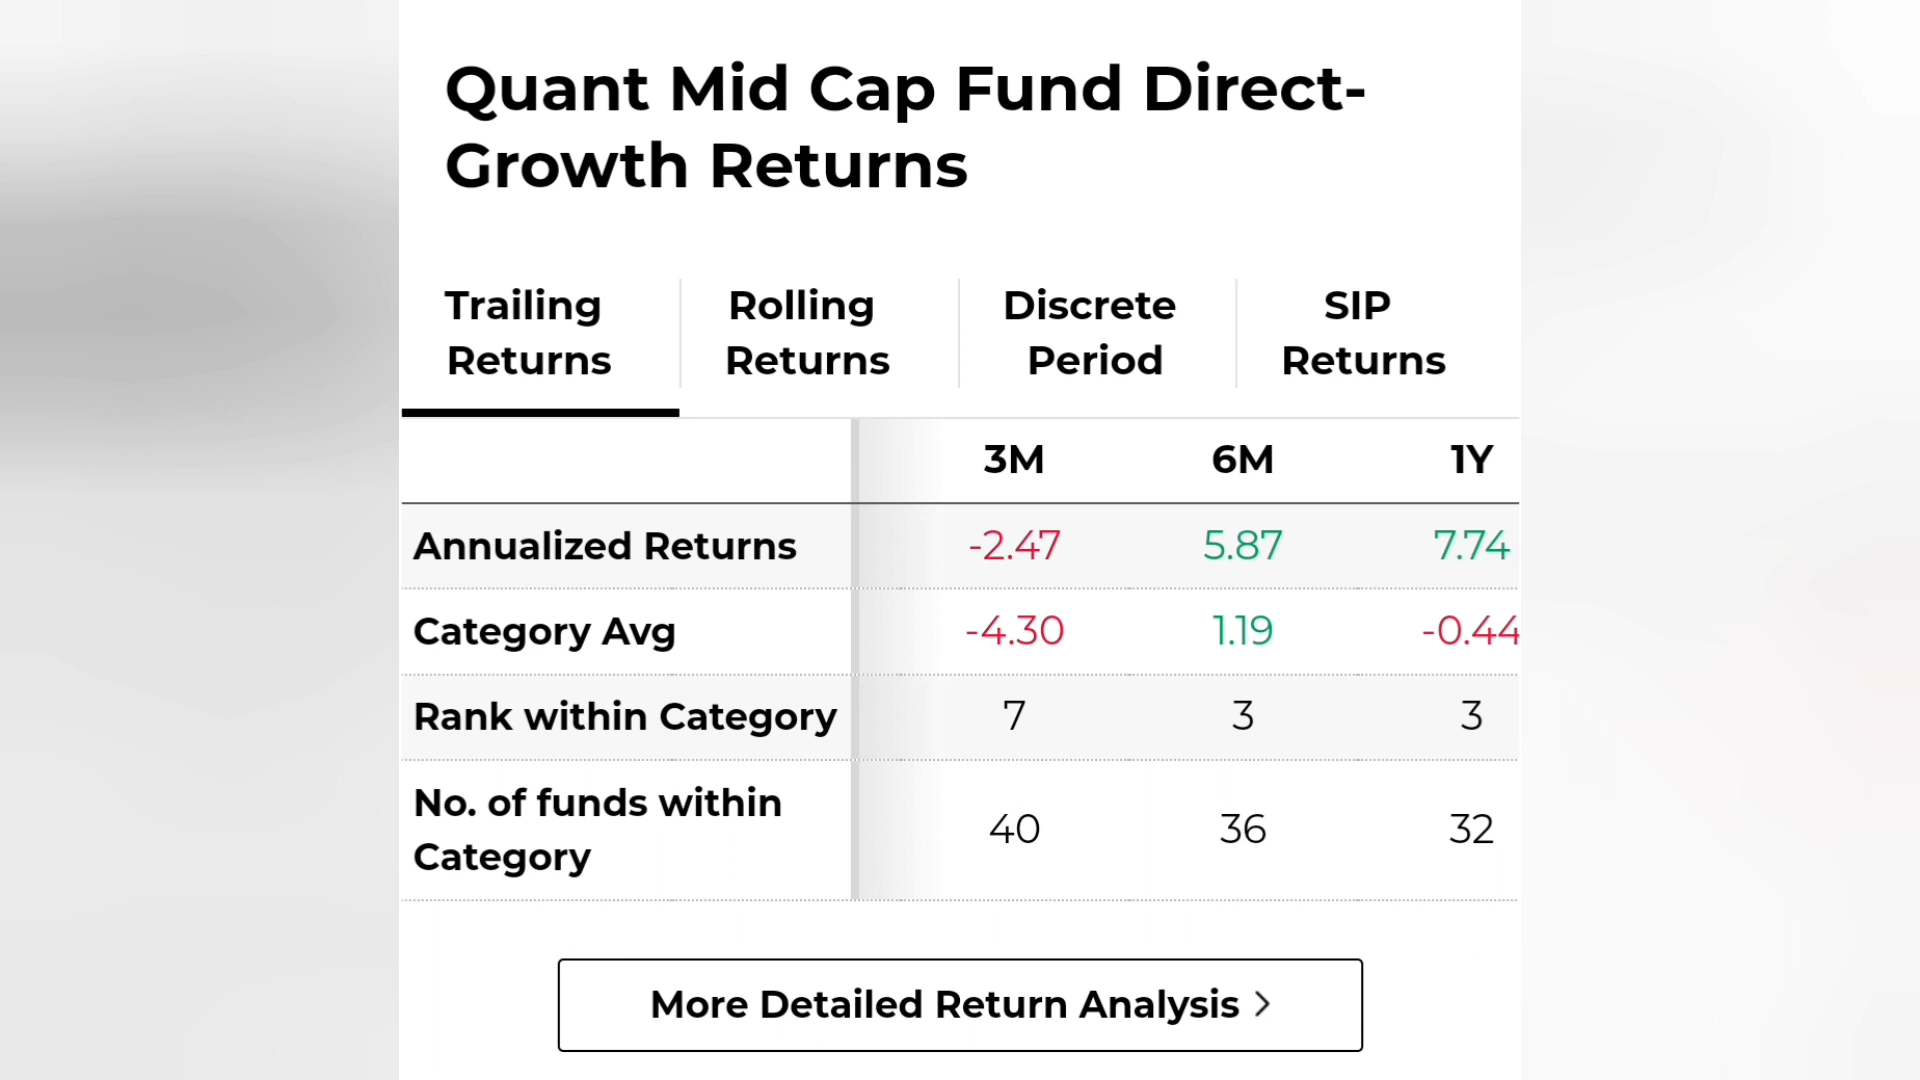 Quant Mid Cap Fund Direct-
Growth Returns
Trailing Returns
Rolling Returns
Discrete Period
SIP Returns
3M 6M 1Y
Annualized Returns -2.47 5.87 7.74
Category Avg -4.30 1.19 -0.44
Rank within Category 7 3 3
No. of funds within Category 40 36 32
More Detailed Return Analysis >